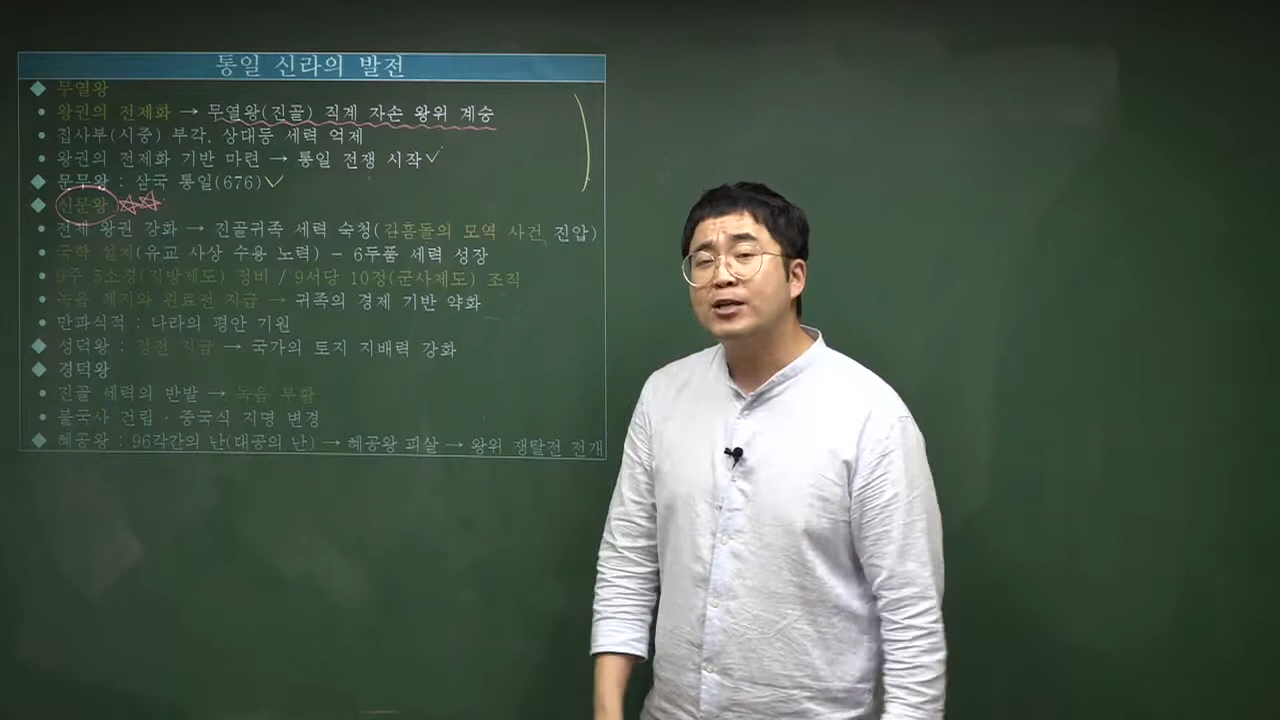 통일 신라의 발전
◆ 무열왕
• 왕권의 전제화 → 무열왕(진골) 직계 자손 왕위 계승
• 집사부(시중) 부각, 상대등 세력 억제
• 왕권의 전제화 기반 마련 → 통일 전쟁 시작
◆ 문무왕 : 삼국 통일(676)
◆ 신문왕
• 전제 왕권 강화 → 진골귀족 세력 숙청(김흠돌의 모역 사건 진압)
• 국학 설치(유교 사상 수용 노력) - 6두품 세력 성장
• 9주 5소경(지방제도) 정비 / 9서당 10정(군사제도) 조직
• 녹읍 폐지와 관료전 지급 → 귀족의 경제 기반 약화
• 만파식적 : 나라의 평안 기원
◆ 성덕왕 : 정전 지급 → 국가의 토지 지배력 강화
◆ 경덕왕
• 진골 세력의 반발 → 녹읍 부활
• 불국사 건립 · 중국식 지명 변경
◆ 혜공왕 : 96각간의 난(대공의 난) → 혜공왕 피살 → 왕위 쟁탈전 전개